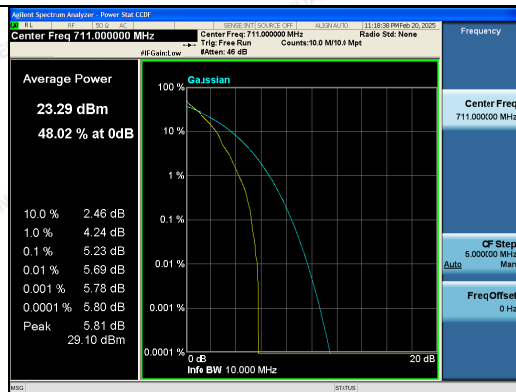 Agilent Spectrum Analyzer - Power Stat CCDF
RL RF 50 Ω AC SENSE:INT SOURCE OFF ALIGN AUTO 11:18:38 PM Feb 20, 2025
Center Freq 711.000000 MHz
Center Freq: 711.000000 MHz Radio Std: None
Trig: Free Run Counts:10.0 M/10.0 Mpt
#IFGain:Low #Atten: 46 dB
Frequency
Average Power
23.29 dBm
48.02 % at 0dB
10.0 % 2.46 dB
1.0 % 4.24 dB
0.1 % 5.23 dB
0.01 % 5.69 dB
0.001 % 5.78 dB
0.0001 % 5.80 dB
Peak 5.81 dB
29.10 dBm
Gaussian
100 %
10 %
1 %
0.1 %
0.01 %
0.001 %
0.0001 %
0 dB 20 dB
Info BW 10.000 MHz
Center Freq
711.000000 MHz
CF Step
5.000000 MHz
Auto Man
Freq Offset
0 Hz
MSG STATUS